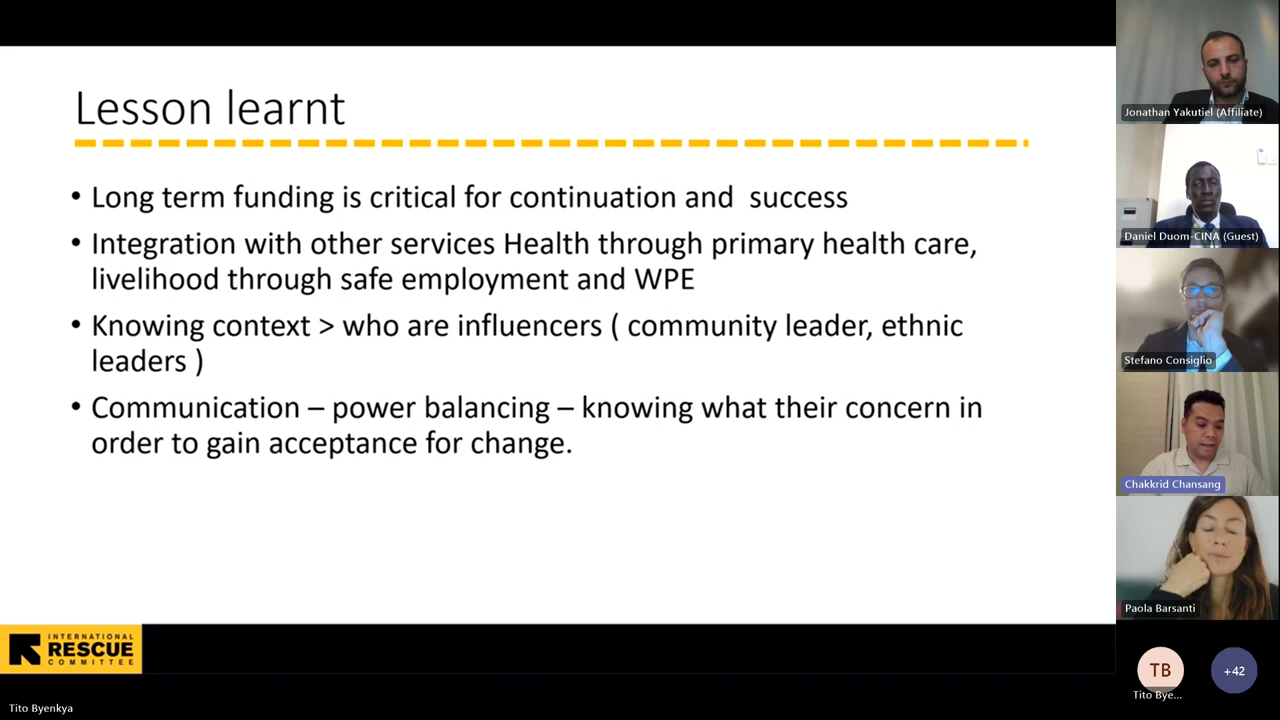 Lesson learnt
• Long term funding is critical for continuation and  success
• Integration with other services Health through primary health care,
livelihood through safe employment and WPE
• Knowing context > who are influencers ( community leader, ethnic
leaders )
• Communication – power balancing – knowing what their concern in
order to gain acceptance for change.
INTERNATIONAL
RESCUE
COMMITTEE
Tito Byenkya
Jonathan Yakutiel (Affiliate)
Daniel Duom-CINA (Guest)
Stefano Consiglio
Chakkrid Chansang
Paola Barsanti
TB
Tito Bye...
+42